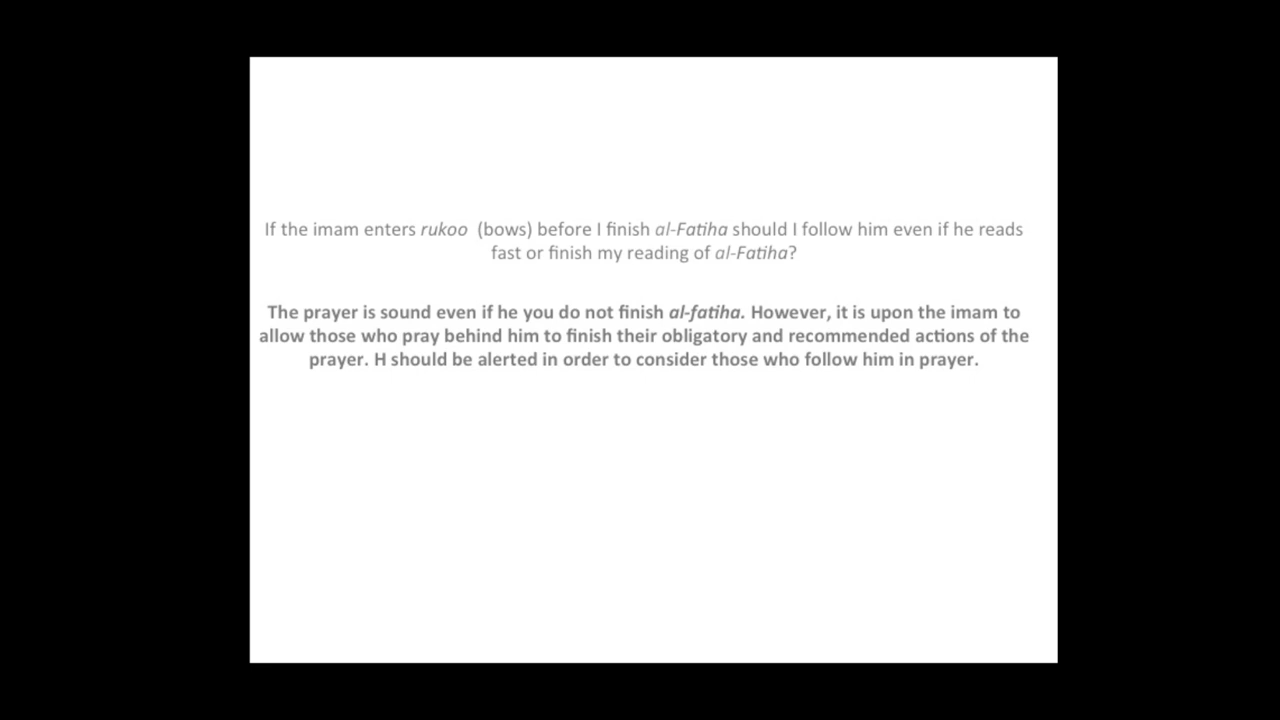 If the imam enters rukoo (bows) before I finish al-Fatiha should I follow him even if he reads
fast or finish my reading of al-Fatiha?
The prayer is sound even if he you do not finish al-fatiha. However, it is upon the imam to
allow those who pray behind him to finish their obligatory and recommended actions of the
prayer. H should be alerted in order to consider those who follow him in prayer.